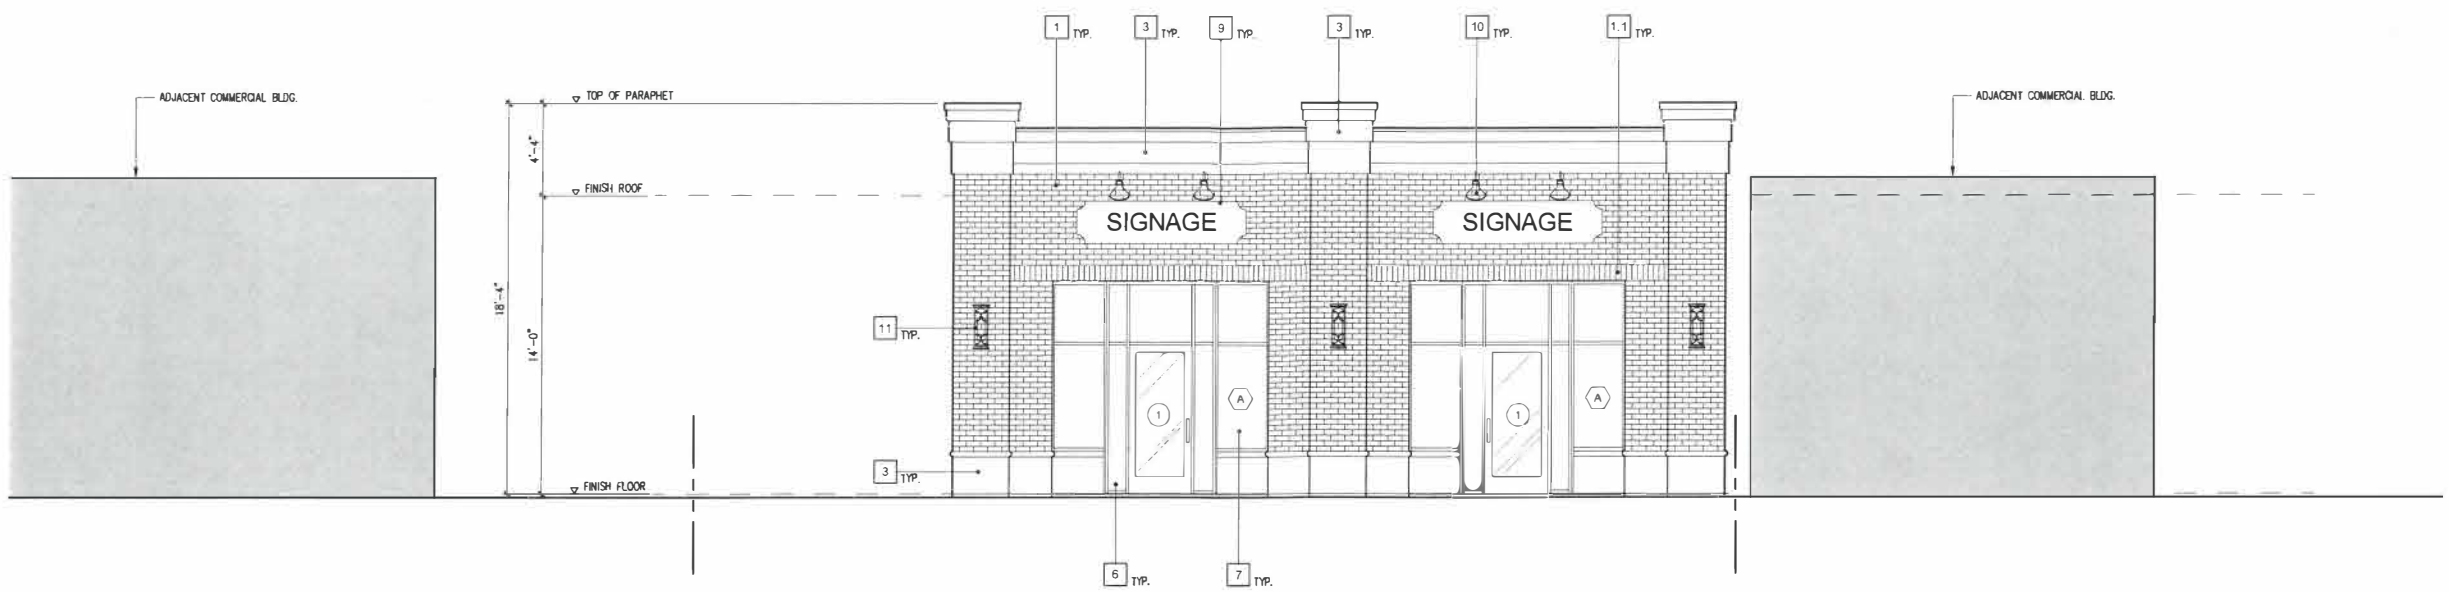 1 TYP.
3 TYP.
9 TYP.
3 TYP.
10 TYP.
1.1 TYP.
ADJACENT COMMERCIAL BLDG.
TOP OF PARAPHET
ADJACENT COMMERCIAL BLDG.
4'-4"
FINISH ROOF
SIGNAGE
SIGNAGE
18'-4"
14'-0"
11 TYP.
A
A
1
1
3 TYP.
FINISH FLOOR
6 TYP.
7 TYP.